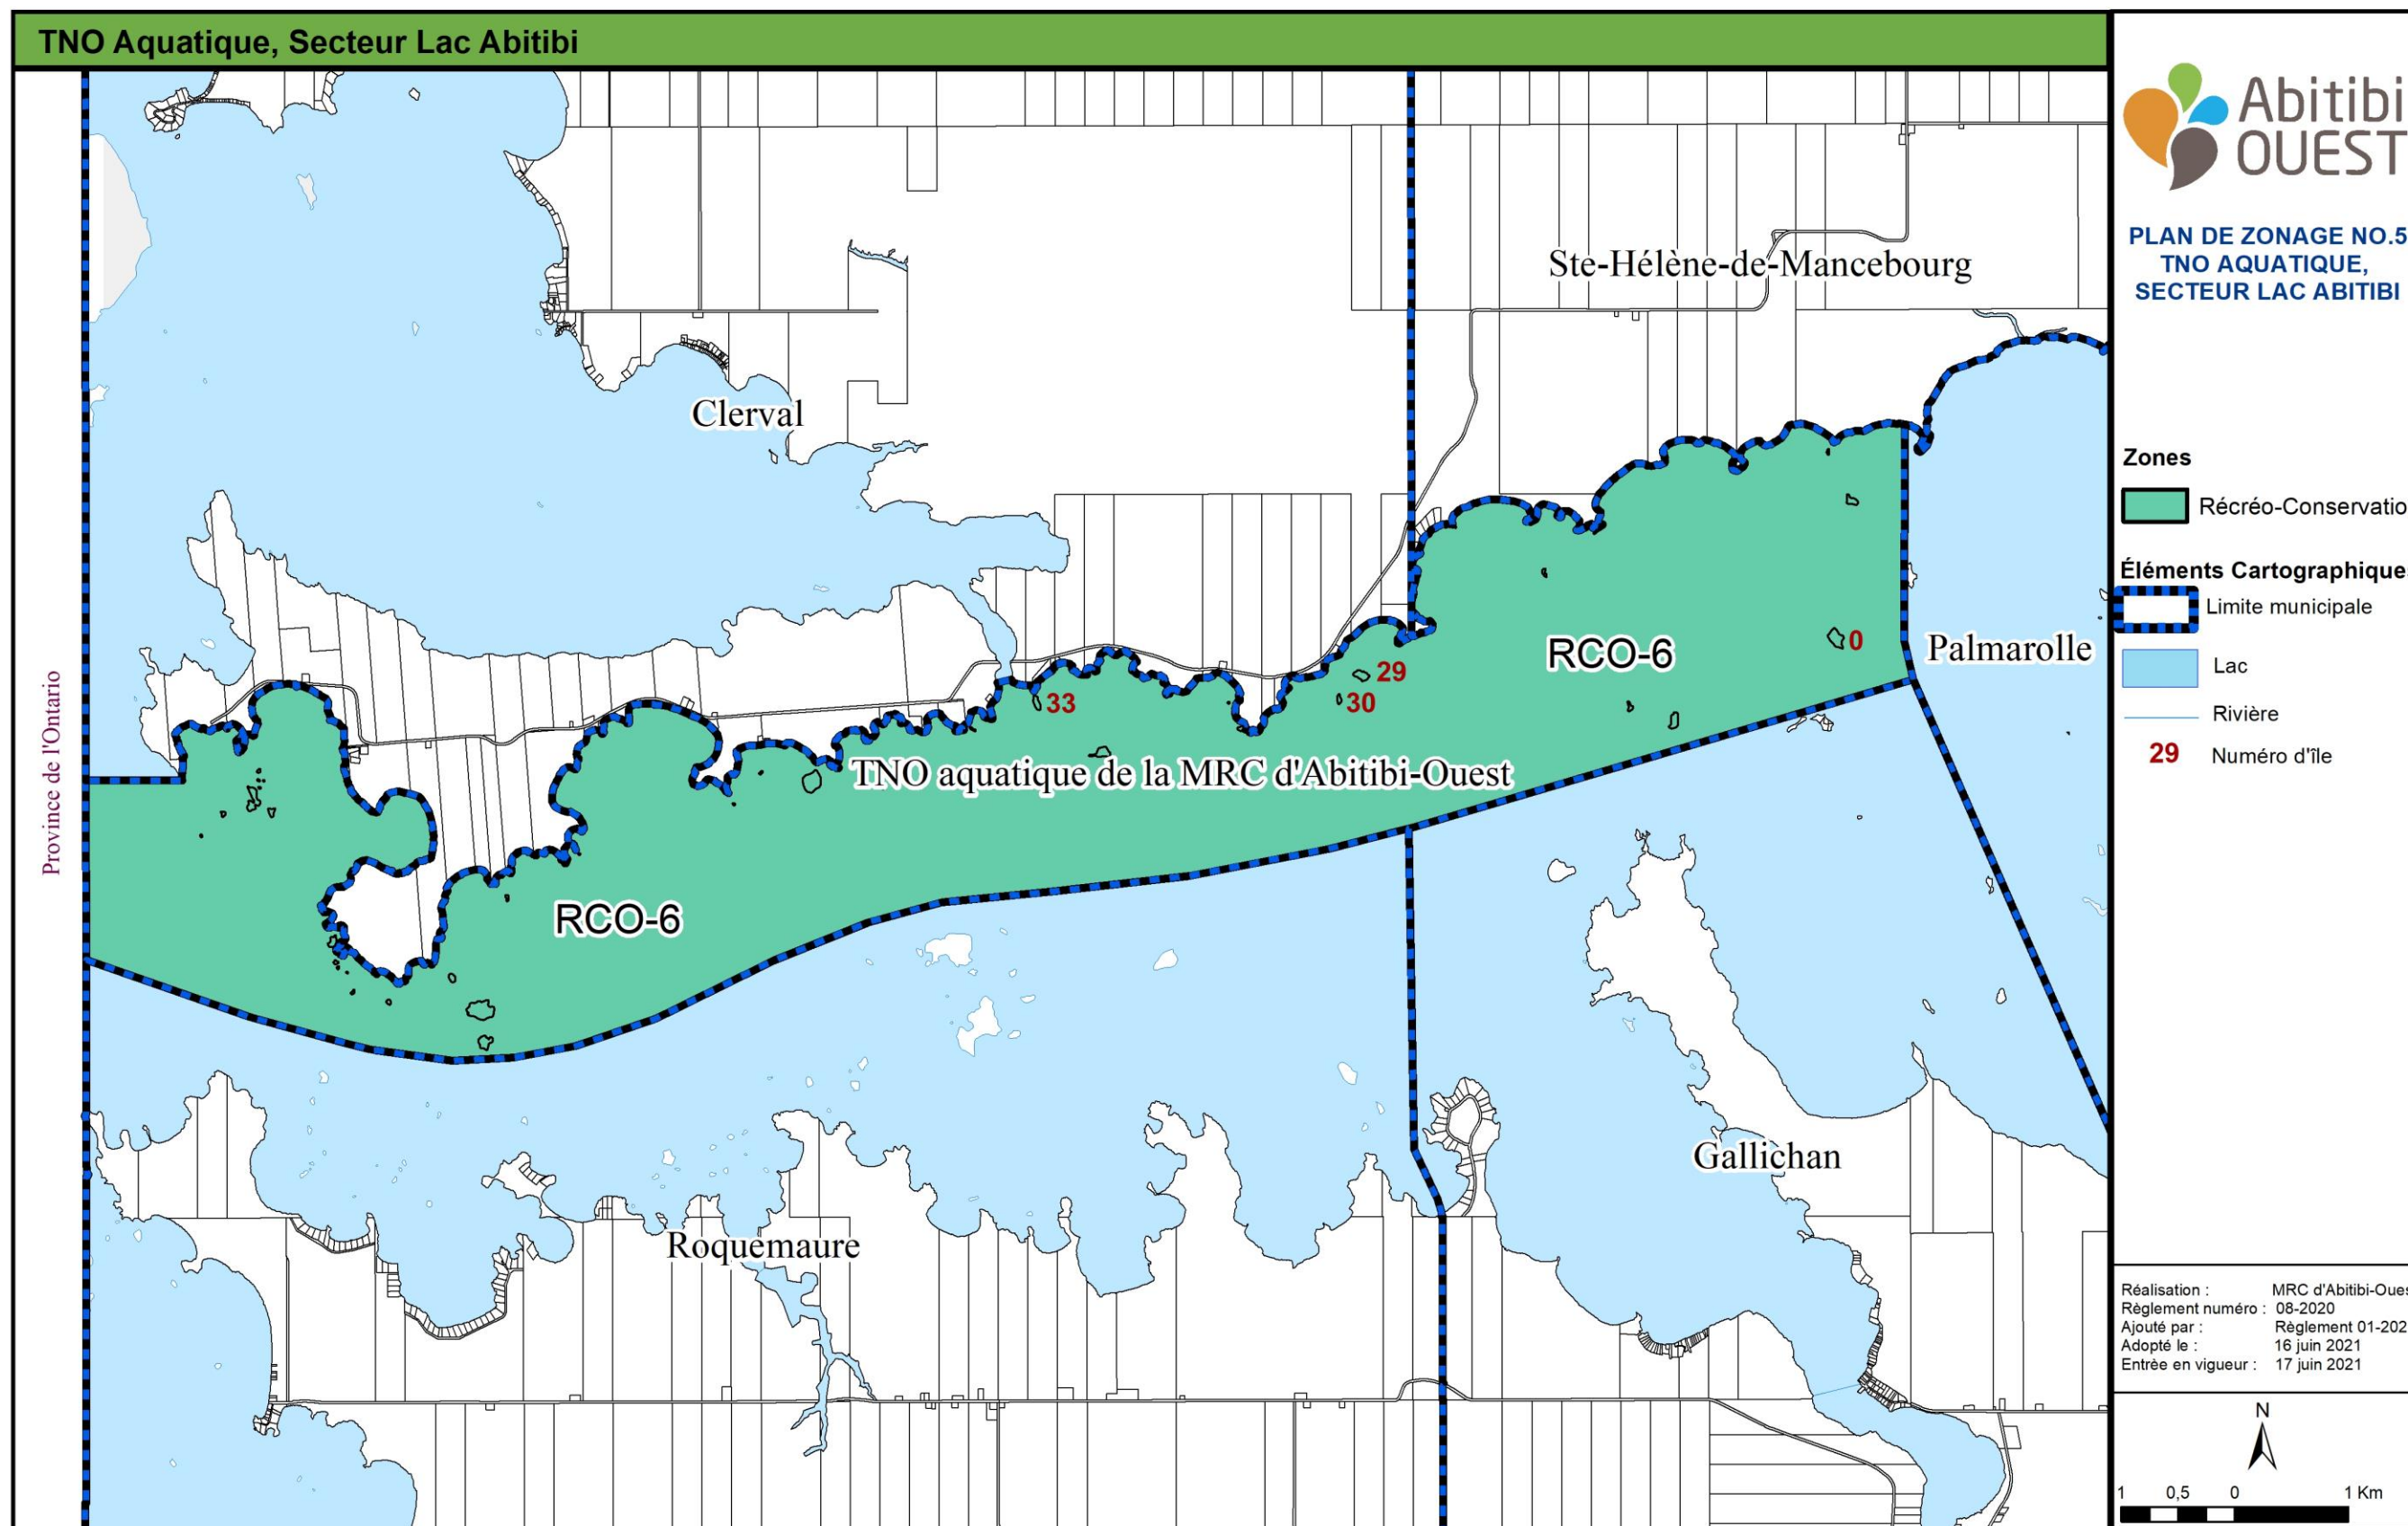 TNO Aquatique, Secteur Lac Abitibi
Abitibi
OUEST
PLAN DE ZONAGE NO.5
TNO AQUATIQUE,
SECTEUR LAC ABITIBI
Ste-Hélène-de-Mancebourg
Clerval
Zones
Récréo-Conservatio
Éléments Cartographique
Limite municipale
Lac
Rivière
29 Numéro d'île
RCO-6
0
Palmarolle
29
30
33
Province de l'Ontario
TNO aquatique de la MRC d'Abitibi-Ouest
RCO-6
Gallichan
Roquemaure
Réalisation : MRC d'Abitibi-Oues
Règlement numéro : 08-2020
Ajouté par : Règlement 01-202
Adopté le : 16 juin 2021
Entrèe en vigueur : 17 juin 2021
N
1 0,5 0 1 Km